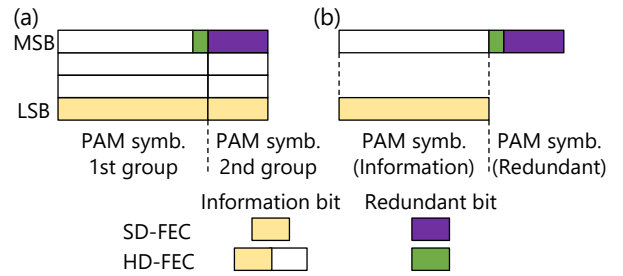 (a)
(b)
MSB
LSB
PAM symb. PAM symb. PAM symb. PAM symb.
1st group 2nd group (Information) (Redundant)
Information bit Redundant bit
SD-FEC
HD-FEC